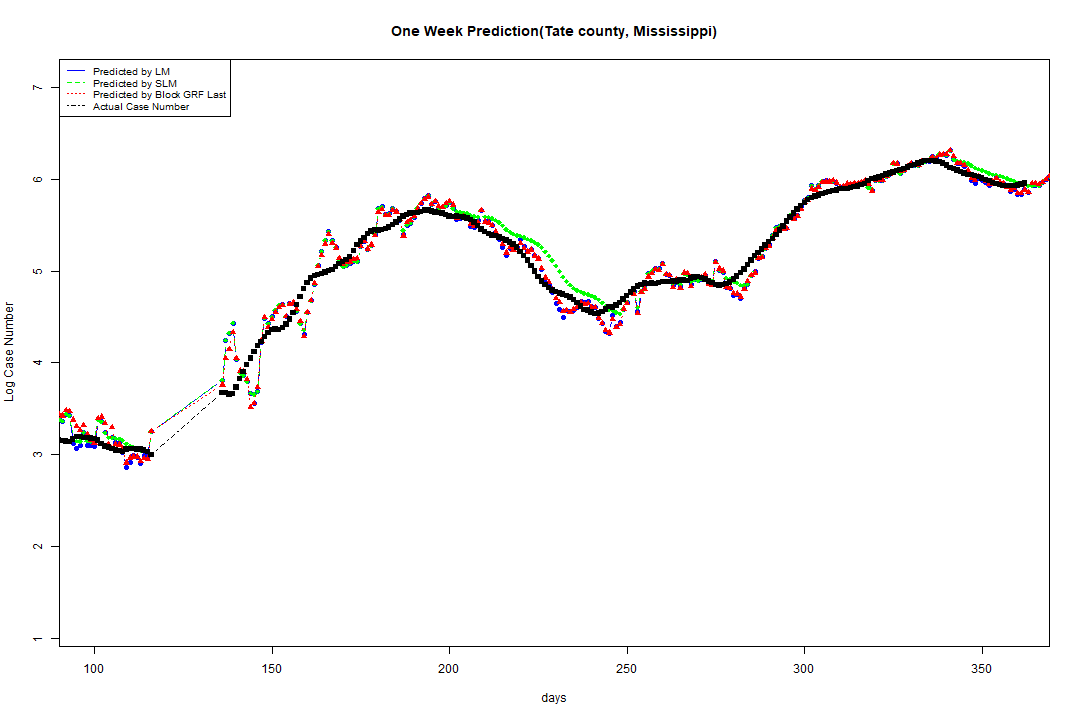 One Week Prediction(Tate county, Mississippi)
Predicted by LM
Predicted by SLM
Predicted by Block GRF Last
Actual Case Number
7
6
5
4
3
2
1
Log Case Number
100 150 200 250 300 350
days